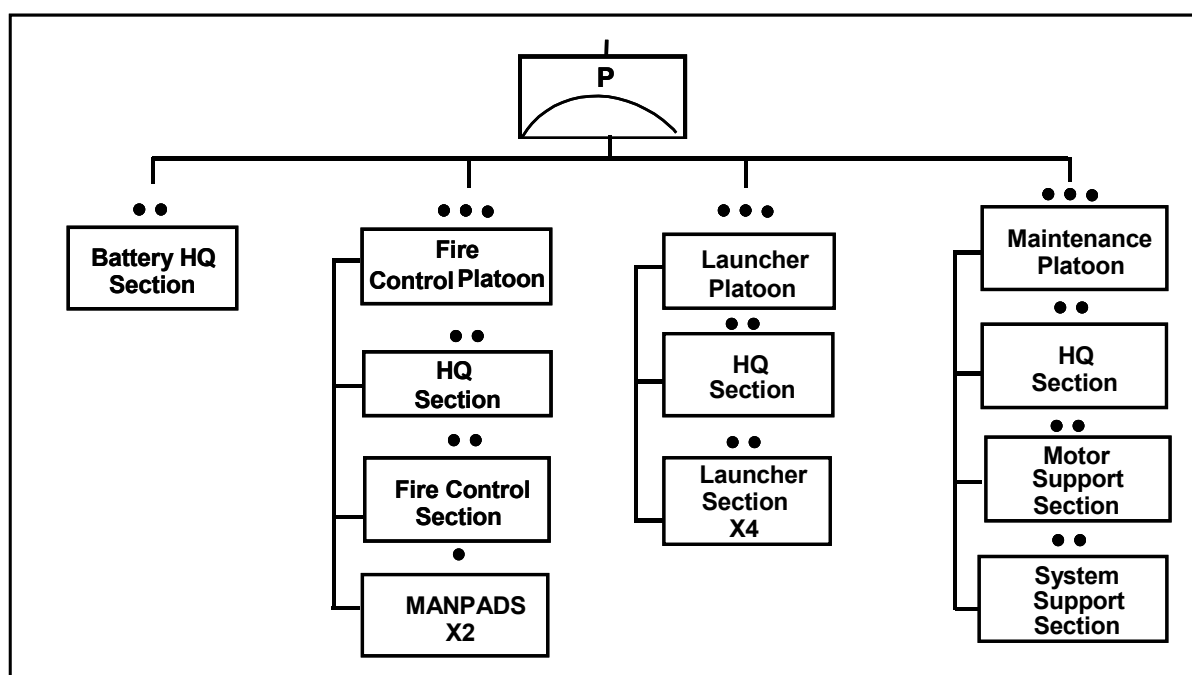 P
Battery HQ
Section
Fire
Control Platoon
HQ
Section
Fire Control
Section
MANPADS
X2
Launcher
Platoon
HQ
Section
Launcher
Section
X4
Maintenance
Platoon
HQ
Section
Motor
Support
Section
System
Support
Section